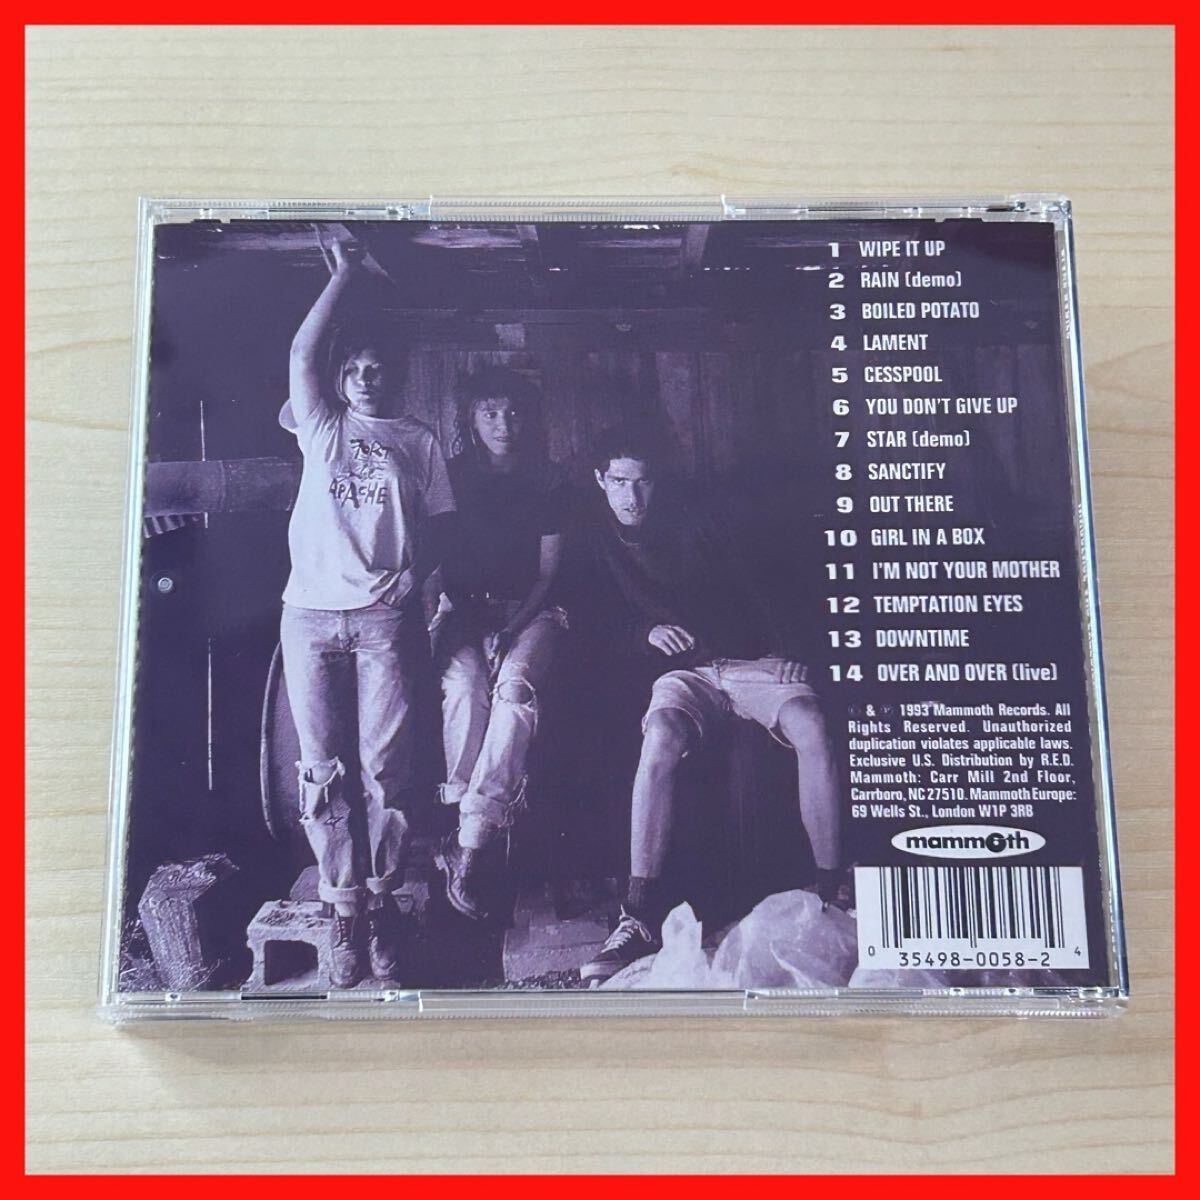 1 WIPE IT UP
2 RAIN (demo)
3 BOILED POTATO
4 LAMENT
5 CESSPOOL
6 YOU DON'T GIVE UP
7 STAR (demo)
8 SANCTIFY
9 OUT THERE
10 GIRL IN A BOX
11 I'M NOT YOUR MOTHER
12 TEMPTATION EYES
13 DOWNTIME
14 OVER AND OVER (live)
© & ℗ 1993 Mammoth Records. All
Rights Reserved. Unauthorized
duplication violates applicable laws.
Exclusive U.S. Distribution by R.E.D.
Mammoth: Carr Mill 2nd Floor,
Carrboro, NC 27510. Mammoth Europe:
69 Wells St., London W1P 3RB
mammoth
0 35498-0058-2 4
FORT
APACHE